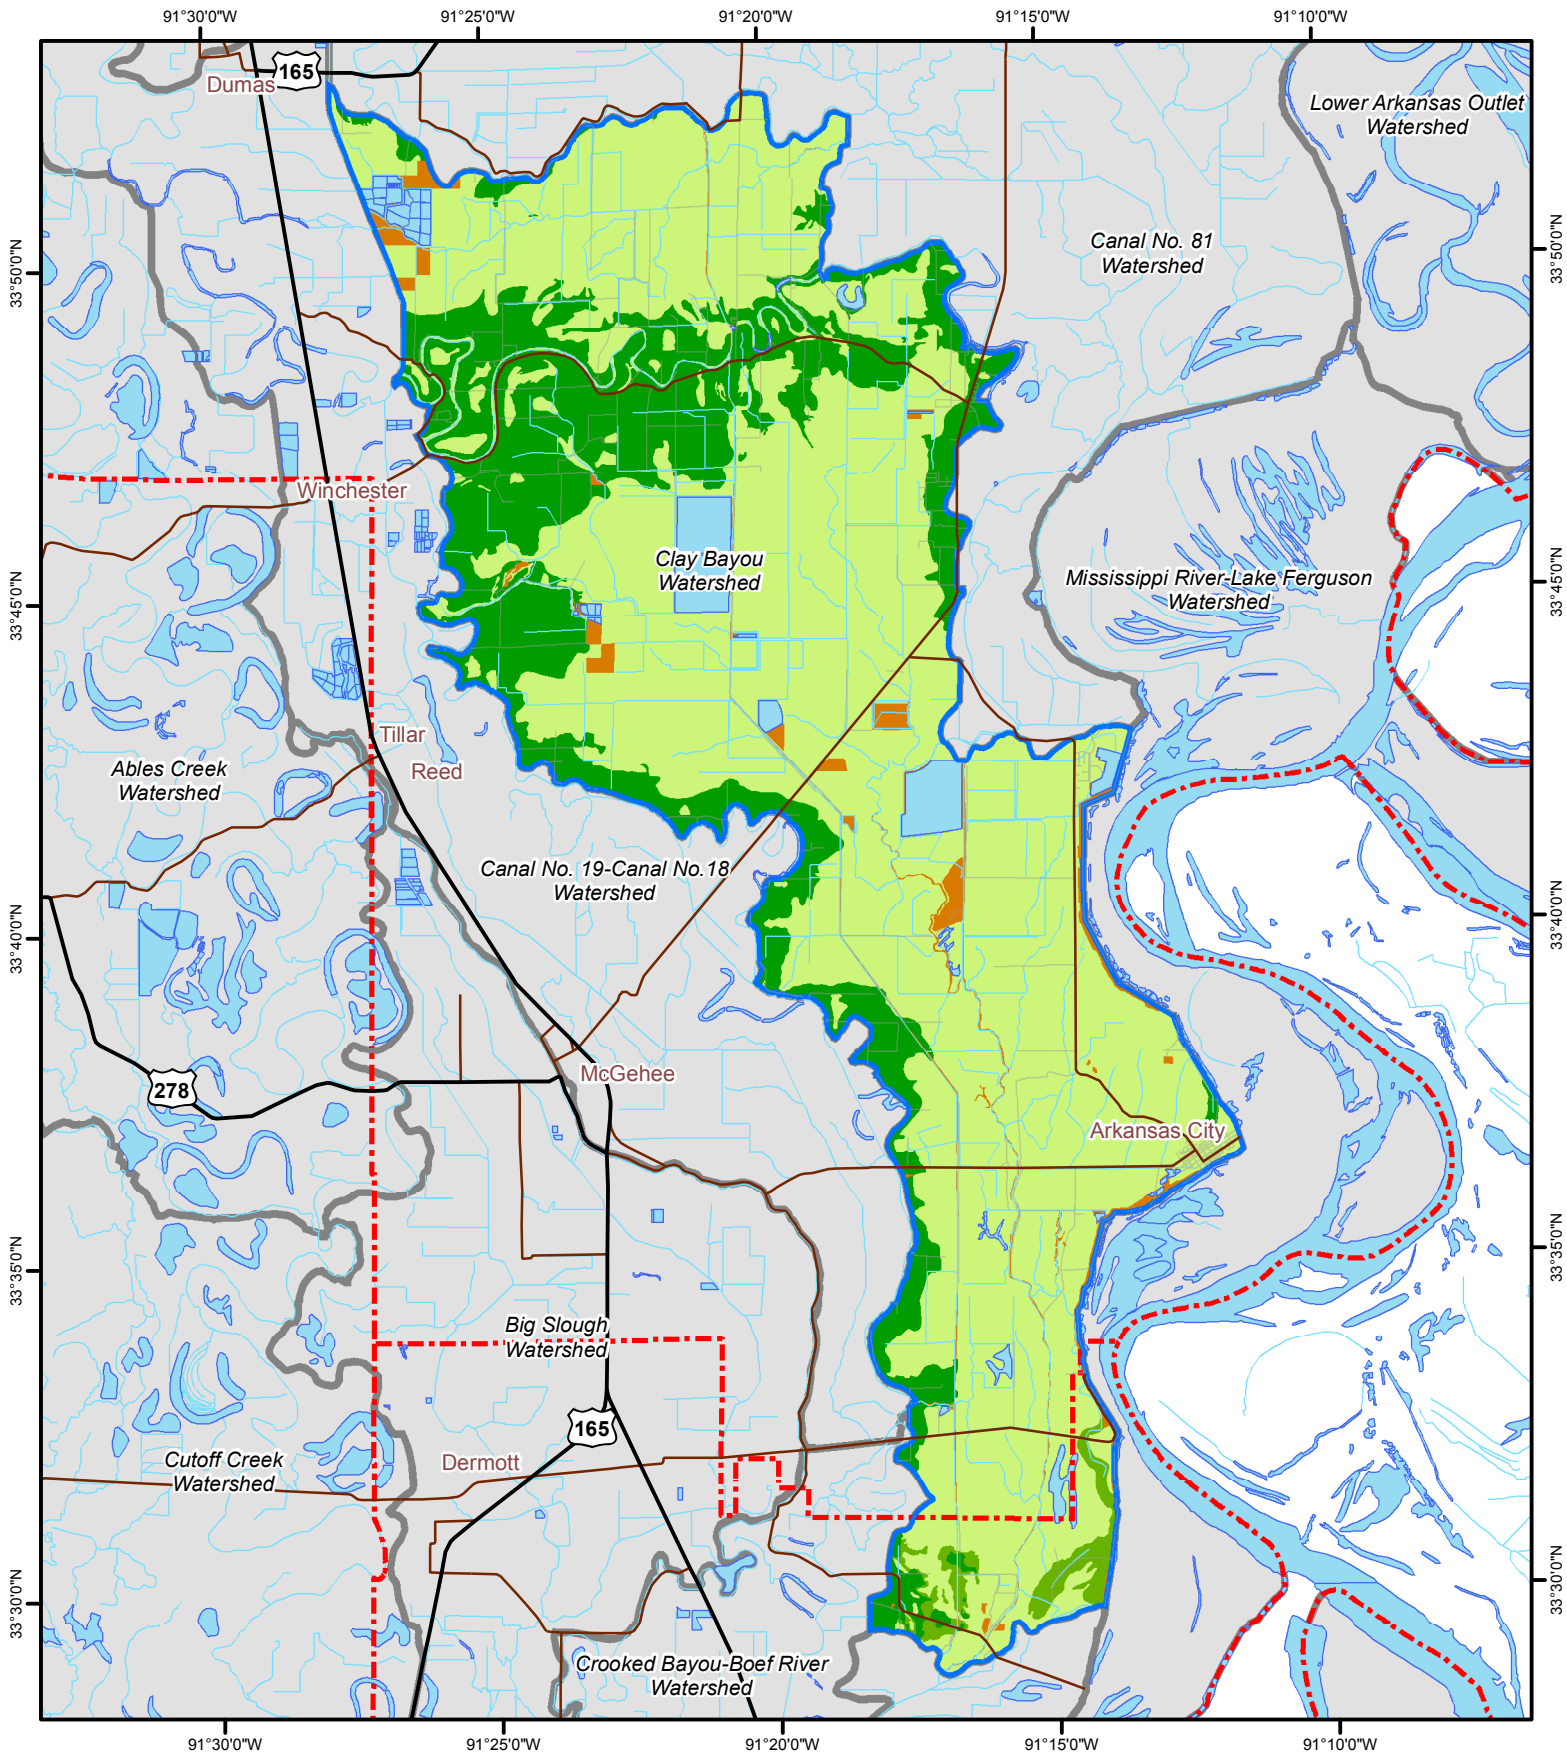 91°30'0"W 91°25'0"W 91°20'0"W 91°15'0"W 91°10'0"W
165
Dumas
Lower Arkansas Outlet
Watershed
Canal No. 81
Watershed
33°50'0"N
33°50'0"N
Winchester
Clay Bayou
Watershed
Mississippi River-Lake Ferguson
Watershed
33°45'0"N
33°45'0"N
Tillar
Reed
Ables Creek
Watershed
Canal No. 19-Canal No.18
Watershed
33°40'0"N
33°40'0"N
McGehee
278
Arkansas City
33°35'0"N
33°35'0"N
Big Slough
Watershed
165
Cutoff Creek
Watershed
Dermott
33°30'0"N
33°30'0"N
Crooked Bayou-Boef River
Watershed
91°30'0"W 91°25'0"W 91°20'0"W 91°15'0"W 91°10'0"W